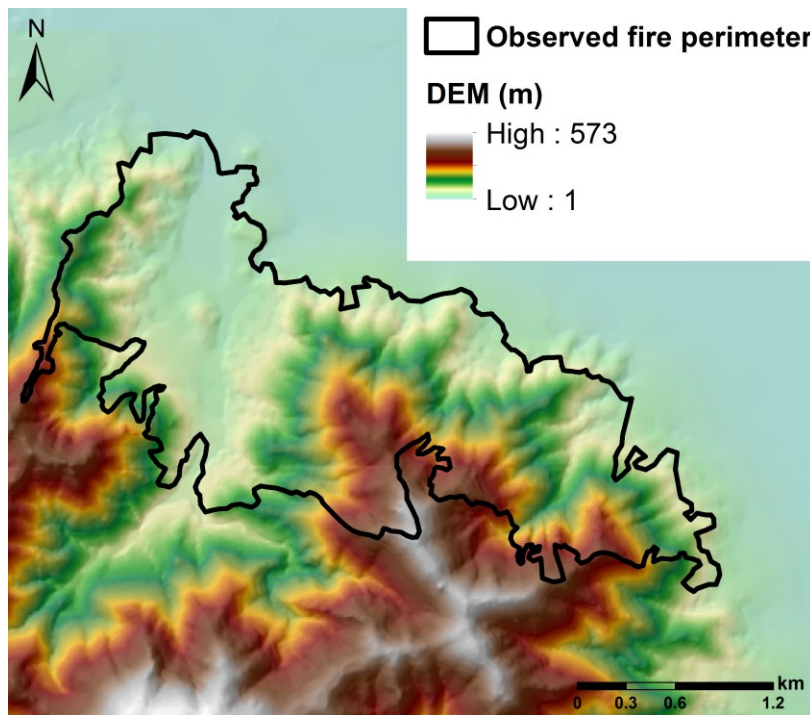 N
Observed fire perimeter
DEM (m)
High : 573
Low : 1
km
0 0.3 0.6 1.2